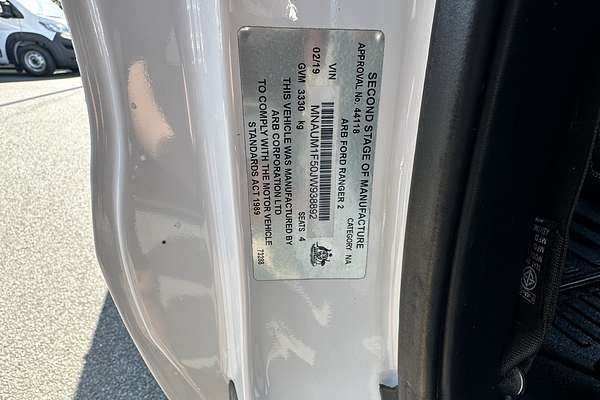 SECOND STAGE OF MANUFACTURE
APPROVAL No. 44118 CATEGORY NA
ARB FORD RANGER 2
VIN MNAUM1F50JW938892
02/19 SEATS 4
GVM 3330 kg
THIS VEHICLE WAS MANUFACTURED BY
ARB CORPORATION LTD
TO COMPLY WITH THE MOTOR VEHICLE
STANDARDS ACT 1989 72208